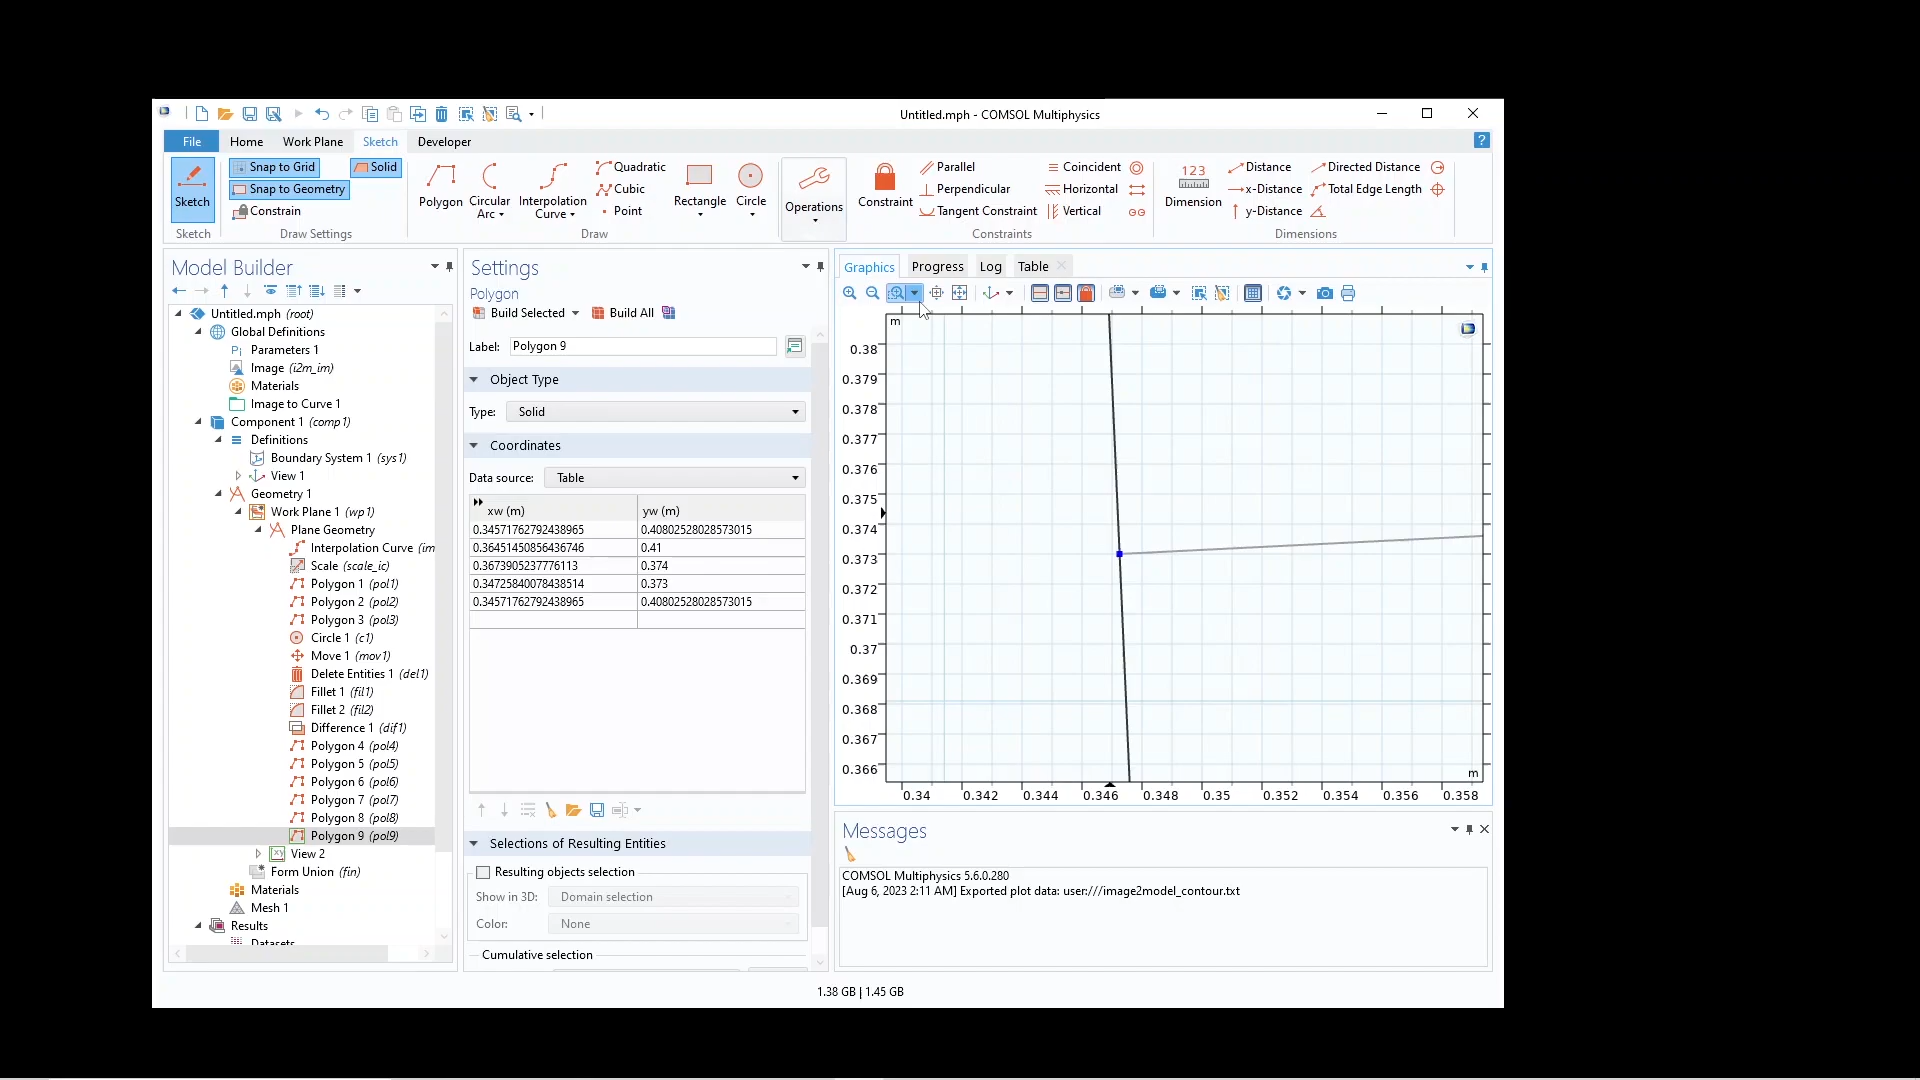 Untitled.mph - COMSOL Multiphysics
File Home Work Plane Sketch Developer
Sketch
Snap to Grid
Solid
Snap to Geometry
Constrain
Polygon
Circular Arc
Interpolation Curve
Quadratic
Cubic
Point
Rectangle
Circle
Operations
Constraint
Parallel
Perpendicular
Tangent Constraint
Coincident
Horizontal
Vertical
123
Dimension
Distance
x-Distance
y-Distance
Directed Distance
Total Edge Length
Sketch
Draw Settings
Draw
Constraints
Dimensions
Model Builder
Untitled.mph (root)
Global Definitions
Pi Parameters 1
Image (i2m_im)
Materials
Image to Curve 1
Component 1 (comp1)
Definitions
Boundary System 1 (sys1)
View 1
Geometry 1
Work Plane 1 (wp1)
Plane Geometry
Interpolation Curve (im
Scale (scale_ic)
Polygon 1 (pol1)
Polygon 2 (pol2)
Polygon 3 (pol3)
Circle 1 (c1)
Move 1 (mov1)
Delete Entities 1 (del1)
Fillet 1 (fil1)
Fillet 2 (fil2)
Difference 1 (dif1)
Polygon 4 (pol4)
Polygon 5 (pol5)
Polygon 6 (pol6)
Polygon 7 (pol7)
Polygon 8 (pol8)
Polygon 9 (pol9)
View 2
Form Union (fin)
Materials
Mesh 1
Results
Datasets
Settings
Polygon
Build Selected Build All
Label: Polygon 9
Object Type
Type: Solid
Coordinates
Data source: Table
xw (m) yw (m)
0.34571762792438965 0.40802528028573015
0.36451450856436746 0.41
0.3673905237776113 0.374
0.34725840078438514 0.373
0.34571762792438965 0.40802528028573015
Selections of Resulting Entities
Resulting objects selection
Show in 3D: Domain selection
Color: None
Cumulative selection
Graphics Progress Log Table
m
0.38
0.379
0.378
0.377
0.376
0.375
0.374
0.373
0.372
0.371
0.37
0.369
0.368
0.367
0.366
m
0.34 0.342 0.344 0.346 0.348 0.35 0.352 0.354 0.356 0.358
Messages
COMSOL Multiphysics 5.6.0.280
[Aug 6, 2023 2:11 AM] Exported plot data: user:///image2model_contour.txt
1.38 GB | 1.45 GB